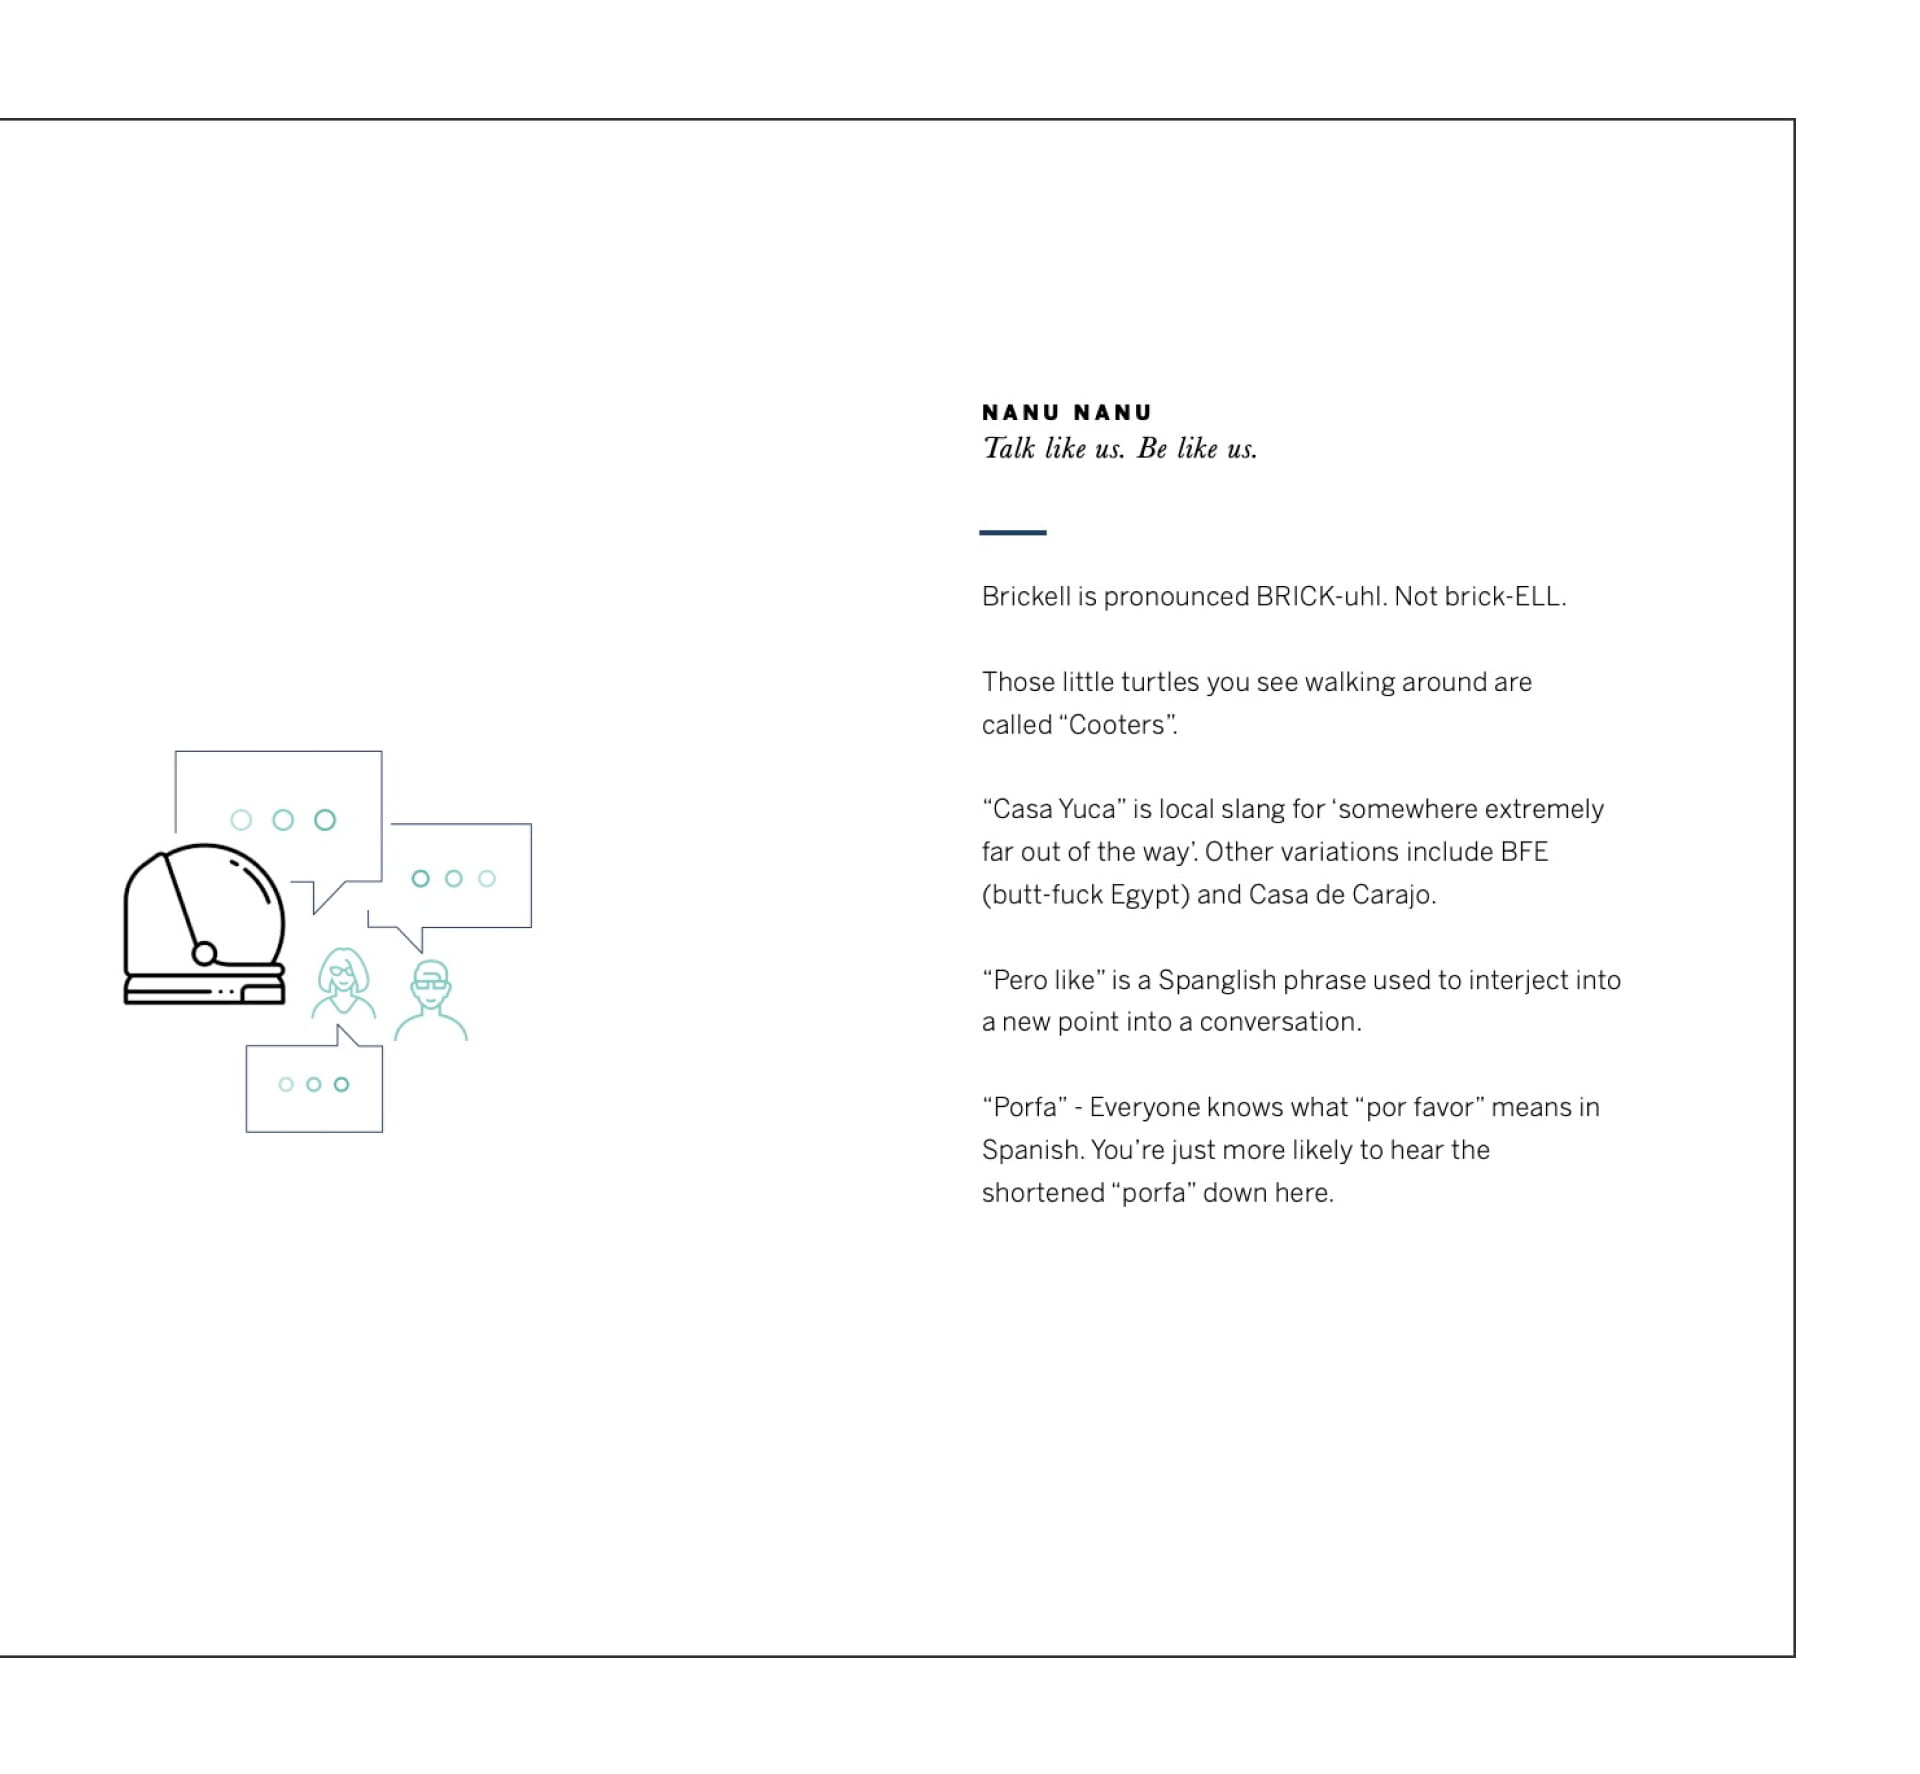 NANU NANU
Talk like us. Be like us.
Brickell is pronounced BRICK-uhl. Not brick-ELL.
Those little turtles you see walking around are
called “Cooters”.
“Casa Yuca” is local slang for ‘somewhere extremely
far out of the way’. Other variations include BFE
(butt-fuck Egypt) and Casa de Carajo.
“Pero like” is a Spanglish phrase used to interject into
a new point into a conversation.
“Porfa” - Everyone knows what “por favor” means in
Spanish. You’re just more likely to hear the
shortened “porfa” down here.